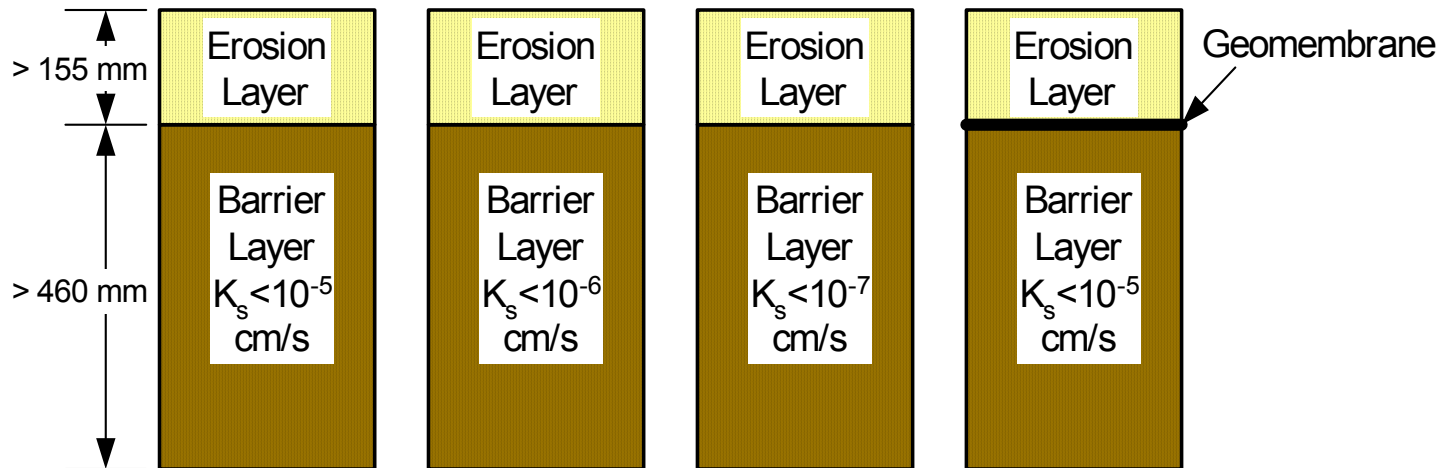 > 155 mm
> 460 mm
Erosion
Layer
Barrier
Layer
Kₛ<10⁻⁵
cm/s
Erosion
Layer
Barrier
Layer
Kₛ<10⁻⁶
cm/s
Erosion
Layer
Barrier
Layer
Kₛ<10⁻⁷
cm/s
Erosion
Layer
Barrier
Layer
Kₛ<10⁻⁵
cm/s
Geomembrane